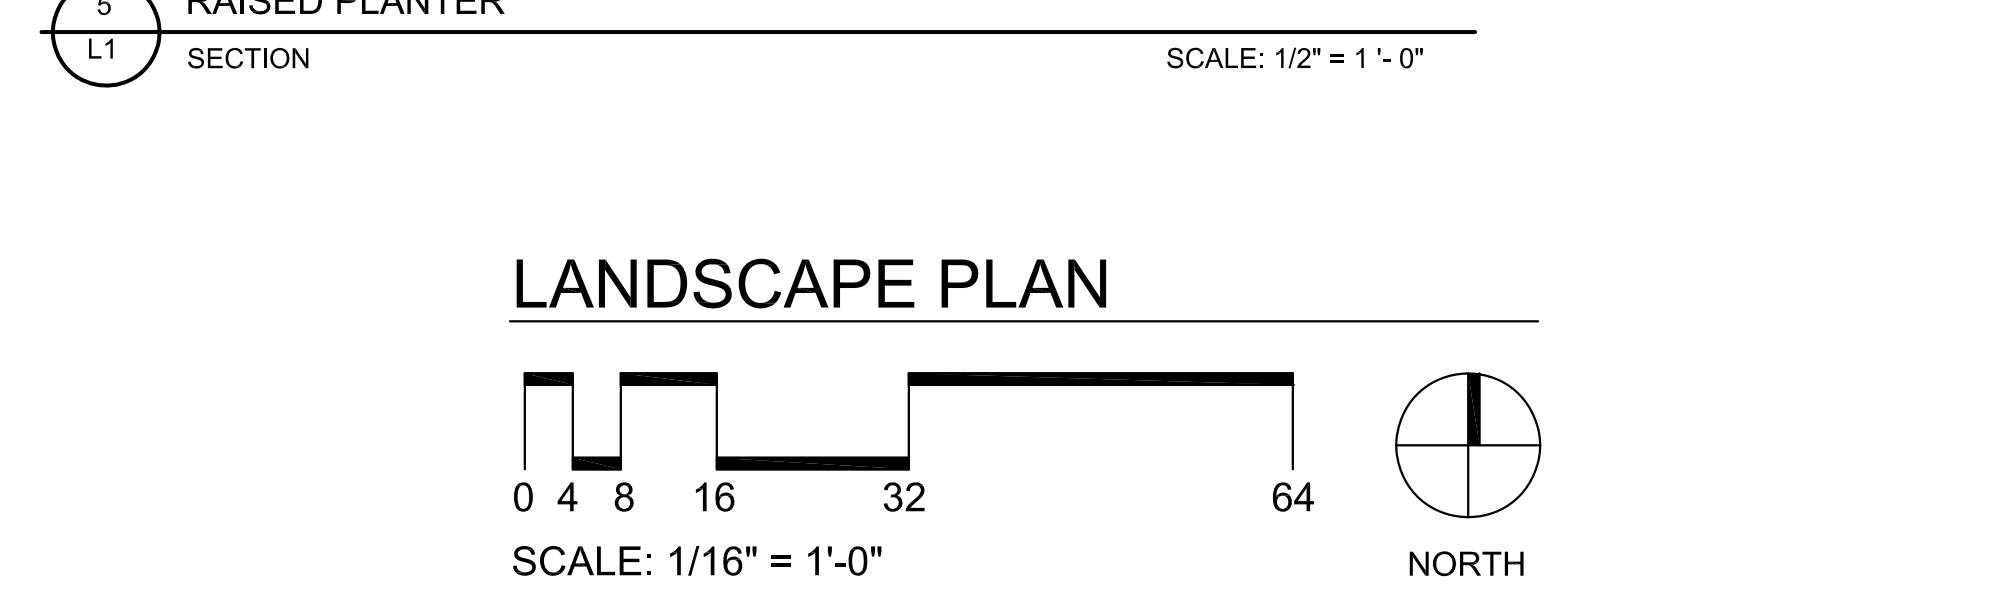 5
RAISED PLANTER
L1
SECTION
SCALE: 1/2" = 1 '- 0"
LANDSCAPE PLAN
0 4 8 16 32 64
SCALE: 1/16" = 1'-0"
NORTH